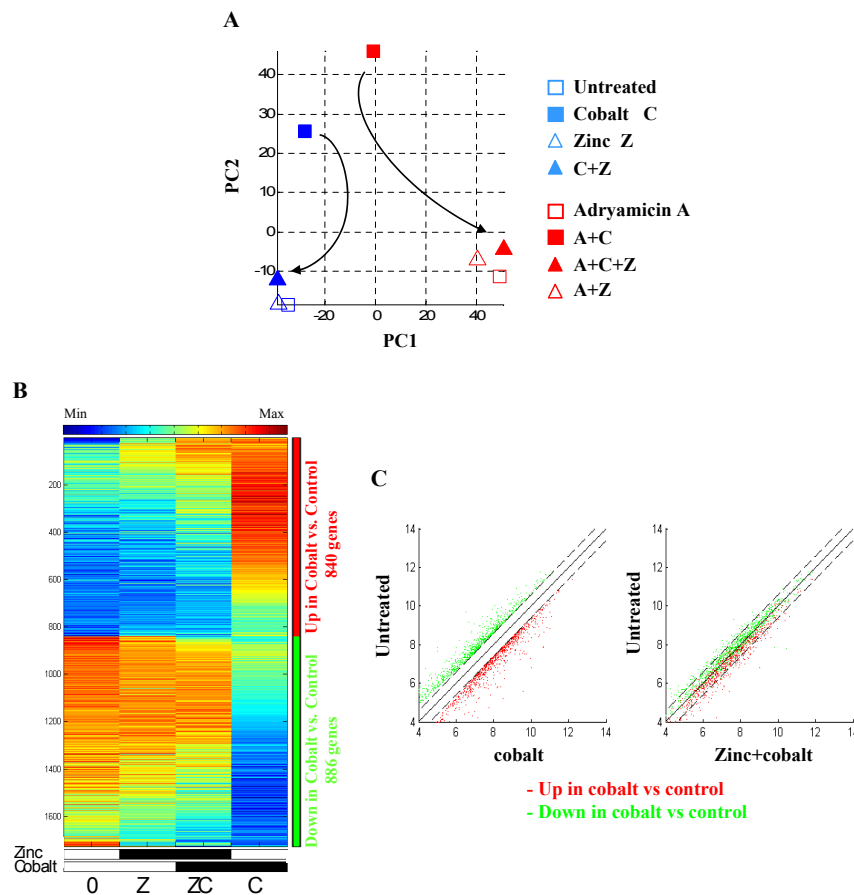 A
40
30
20
10
0
-10
-20
0
20
40
PC2
PC1
Untreated
Cobalt C
Zinc Z
C+Z
Adryamicin A
A+C
A+C+Z
A+Z
B
Min
Max
200
400
600
800
1000
1200
1400
1600
Up in Cobalt vs. Control
840 genes
Down in Cobalt vs. Control
886 genes
Zinc
Cobalt
0 Z ZC C
C
14
12
10
8
6
4
4 6 8 10 12 14
Untreated
cobalt
14
12
10
8
6
4
4 6 8 10 12 14
Untreated
Zinc+cobalt
- Up in cobalt vs control
- Down in cobalt vs control